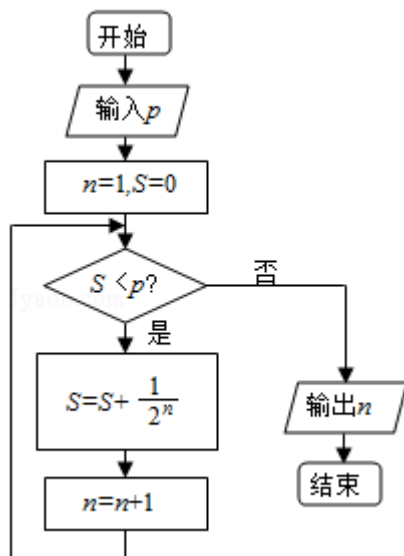 开始
输入p
n=1,S=0
S<p?
否
是
S=S+ 1/2ⁿ
输出n
n=n+1
结束